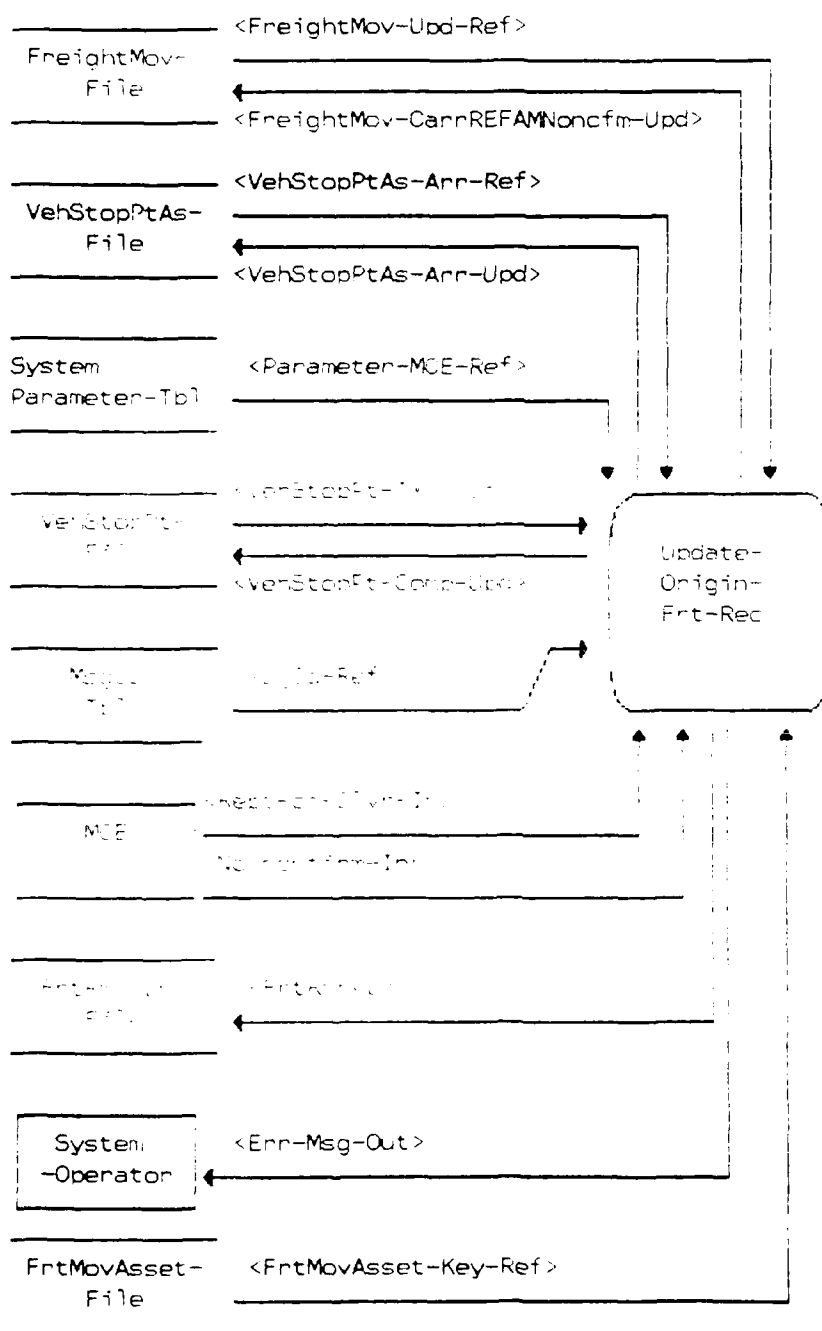 <FreightMov-Upd-Ref>
FreightMov-
File
<FreightMov-CarrREFAMNoncfm-Upd>
<VehStopPtAs-Arr-Ref>
VehStopPtAs-
File
<VehStopPtAs-Arr-Upd>
System
Parameter-Tbl
<Parameter-MCE-Ref>
VehStopPt-
<VehStopPt-Comp-Upd>
Update-
Origin-
Frt-Rec
Tbl
MCE
System
-Operator
<Err-Msg-Out>
FrtMovAsset-
File
<FrtMovAsset-Key-Ref>